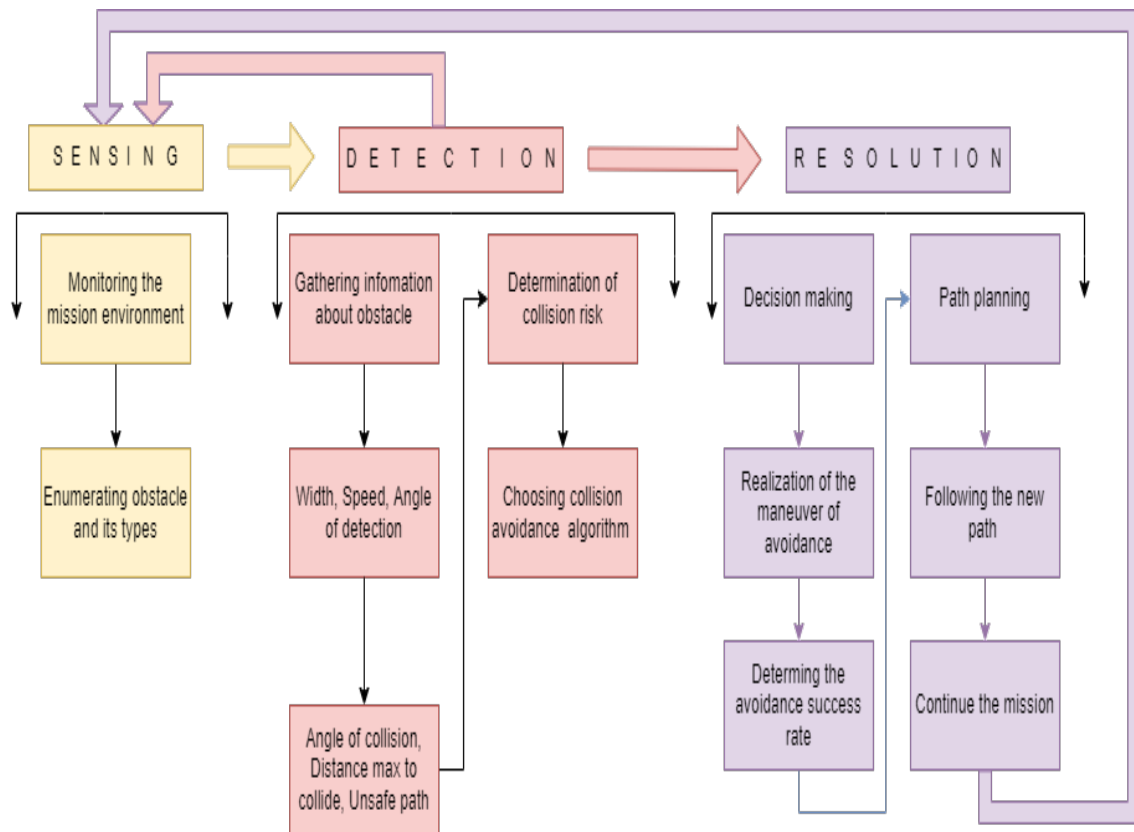 S E N S I N G
D E T E C T I O N
R E S O L U T I O N
Monitoring the
mission environment
Enumerating obstacle
and its types
Gathering infomation
about obstacle
Width, Speed, Angle
of detection
Angle of collision,
Distance max to
collide, Unsafe path
Determination of
collision risk
Choosing collision
avoidance algorithm
Decision making
Realization of the
maneuver of
avoidance
Determing the
avoidance success
rate
Path planning
Following the new
path
Continue the mission